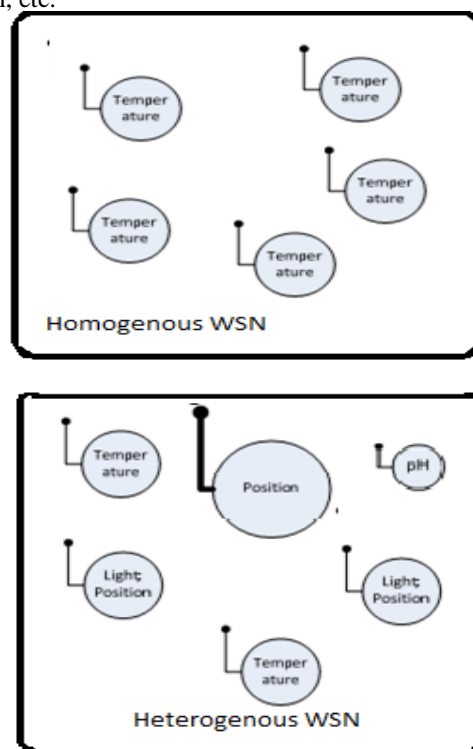 etc.
Temper
ature
Temper
ature
Temper
ature
Temper
ature
Temper
ature
Homogenous WSN
Temper
ature
Position
pH
Light;
Position
Light;
Position
Temper
ature
Heterogenous WSN